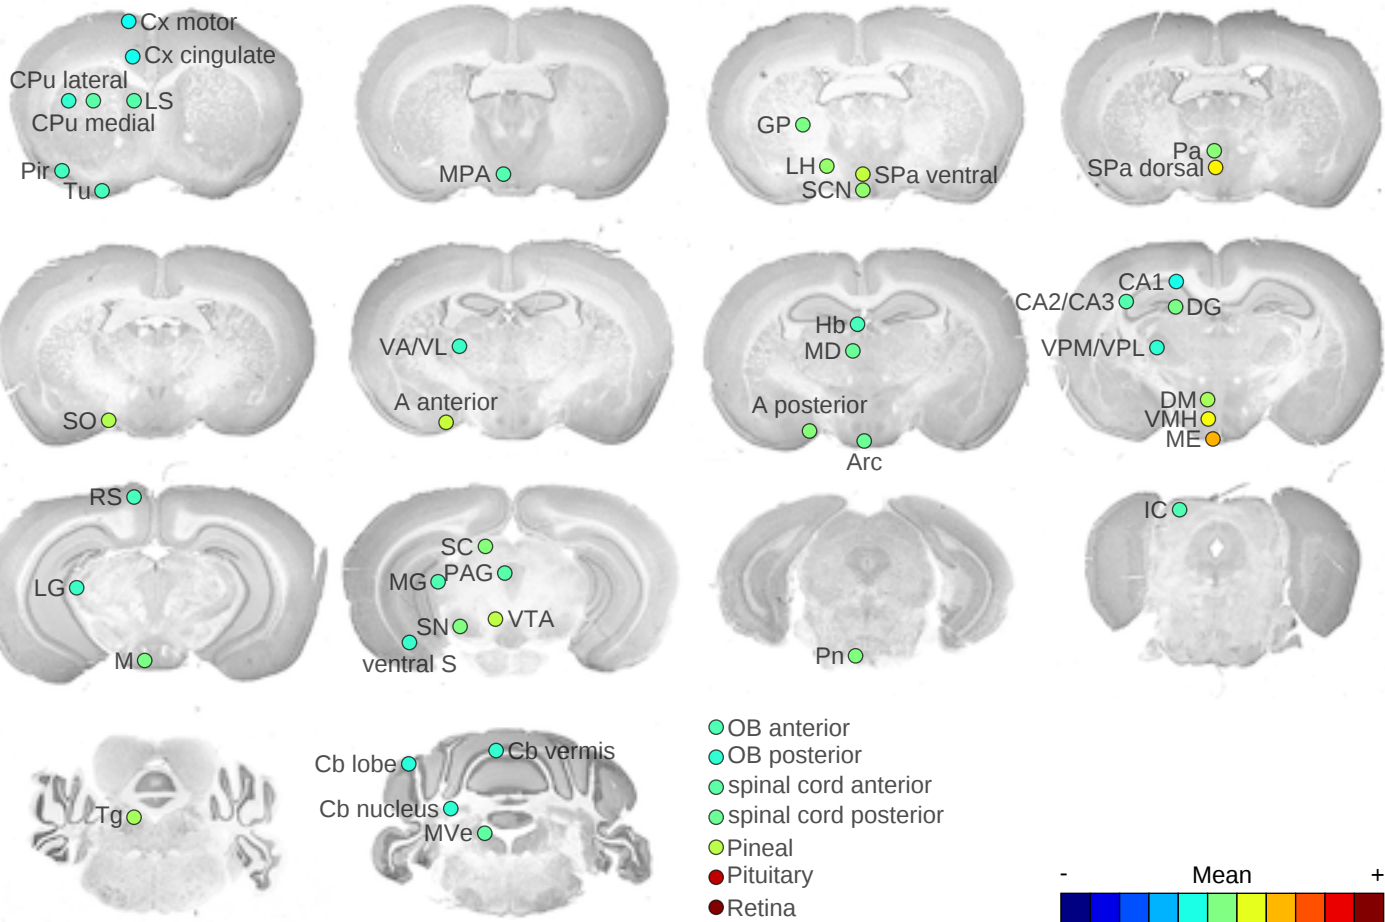 Cx motor
Cx cingulate
CPu lateral
LS
CPu medial
Pir
Tu
MPA
GP
LH
SPa ventral
SCN
Pa
SPa dorsal
SO
VA/VL
A anterior
Hb
MD
A posterior
Arc
CA1
CA2/CA3
DG
VPM/VPL
DM
VMH
ME
RS
LG
M
SC
MG
PAG
SN
VTA
ventral S
Pn
IC
Tg
Cb lobe
Cb vermis
Cb nucleus
MVe
OB anterior
OB posterior
spinal cord anterior
spinal cord posterior
Pineal
Pituitary
Retina
- Mean +